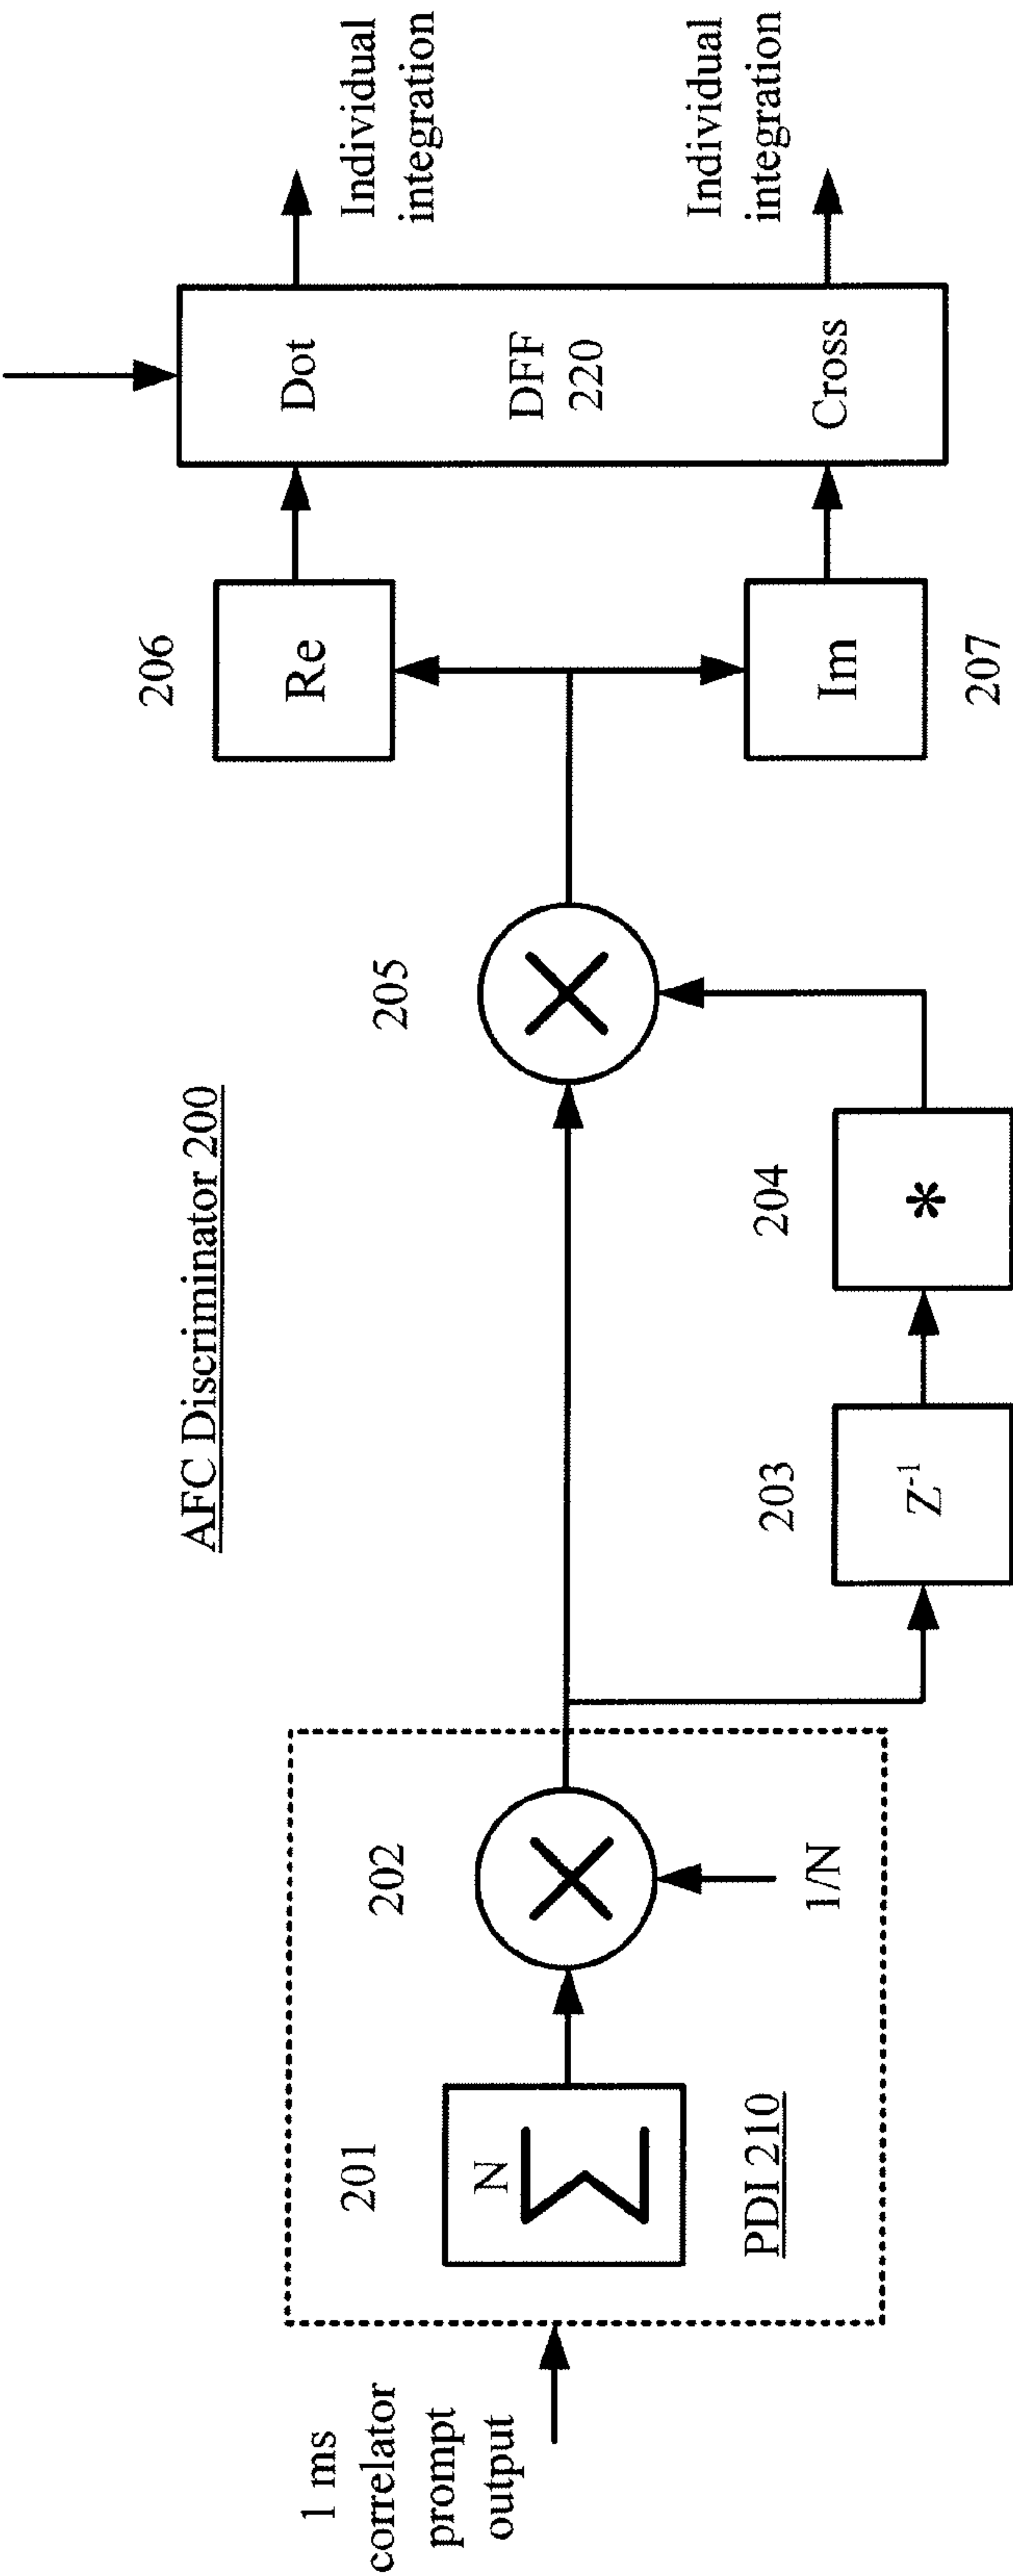 AFC Discriminator 200
1 ms
correlator
prompt
output
201
N
Σ
PDI 210
202
1/N
203
Z⁻¹
204
*
205
206
Re
Im
207
Dot
DFF
220
Cross
Individual
integration
Individual
integration